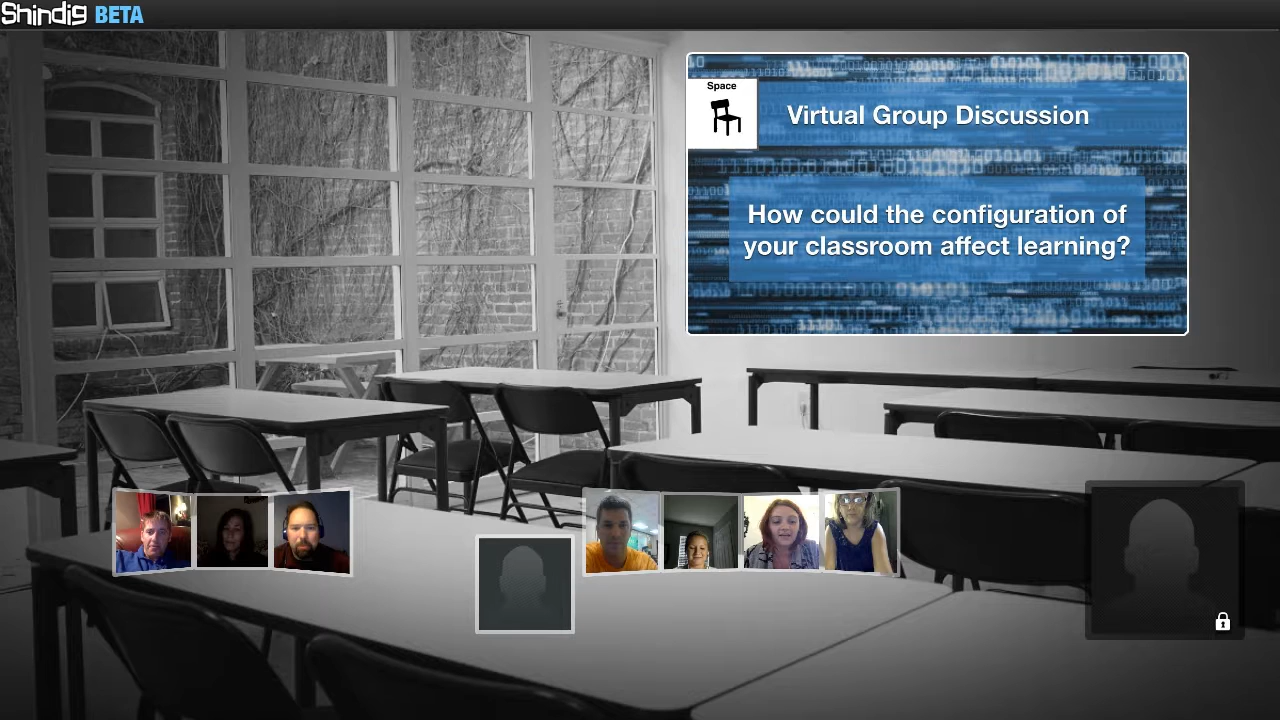 Shindig BETA
Space
Virtual Group Discussion
How could the configuration of
your classroom affect learning?